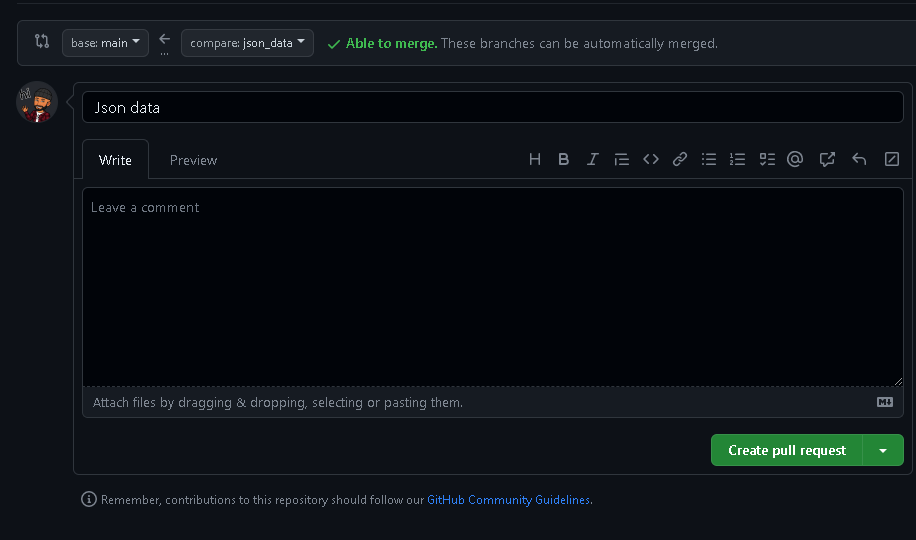 base: main compare: json_data Able to merge. These branches can be automatically merged.
Hi
Json data
Write Preview
Leave a comment
Attach files by dragging & dropping, selecting or pasting them.
Create pull request
Remember, contributions to this repository should follow our GitHub Community Guidelines.